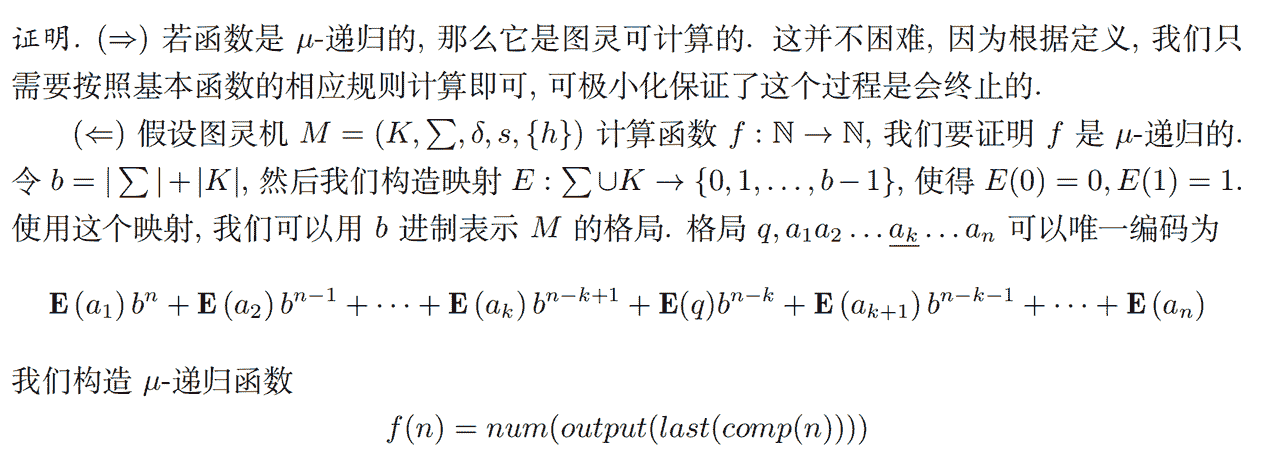 证明. (⇒) 若函数是 μ-递归的, 那么它是图灵可计算的. 这并不困难, 因为根据定义, 我们只
需要按照基本函数的相应规则计算即可, 可极小化保证了这个过程是会终止的.
(⇐) 假设图灵机 M = (K, ∑, δ, s, {h}) 计算函数 f : ℕ → ℕ, 我们要证明 f 是 μ-递归的.
令 b = | ∑ | + |K|, 然后我们构造映射 E : ∑ ∪K → {0, 1, . . . , b − 1}, 使得 E(0) = 0, E(1) = 1.
使用这个映射, 我们可以用 b 进制表示 M 的格局. 格局 q, a₁a₂ . . . a_k . . . aₙ 可以唯一编码为
E (a₁) bⁿ + E (a₂) bⁿ⁻¹ + · · · + E (a_k) bⁿ⁻ᵏ⁺¹ + E(q)bⁿ⁻ᵏ + E (a_{k+1}) bⁿ⁻ᵏ⁻¹ + · · · + E (aₙ)
我们构造 μ-递归函数
f(n) = num(output(last(comp(n))))